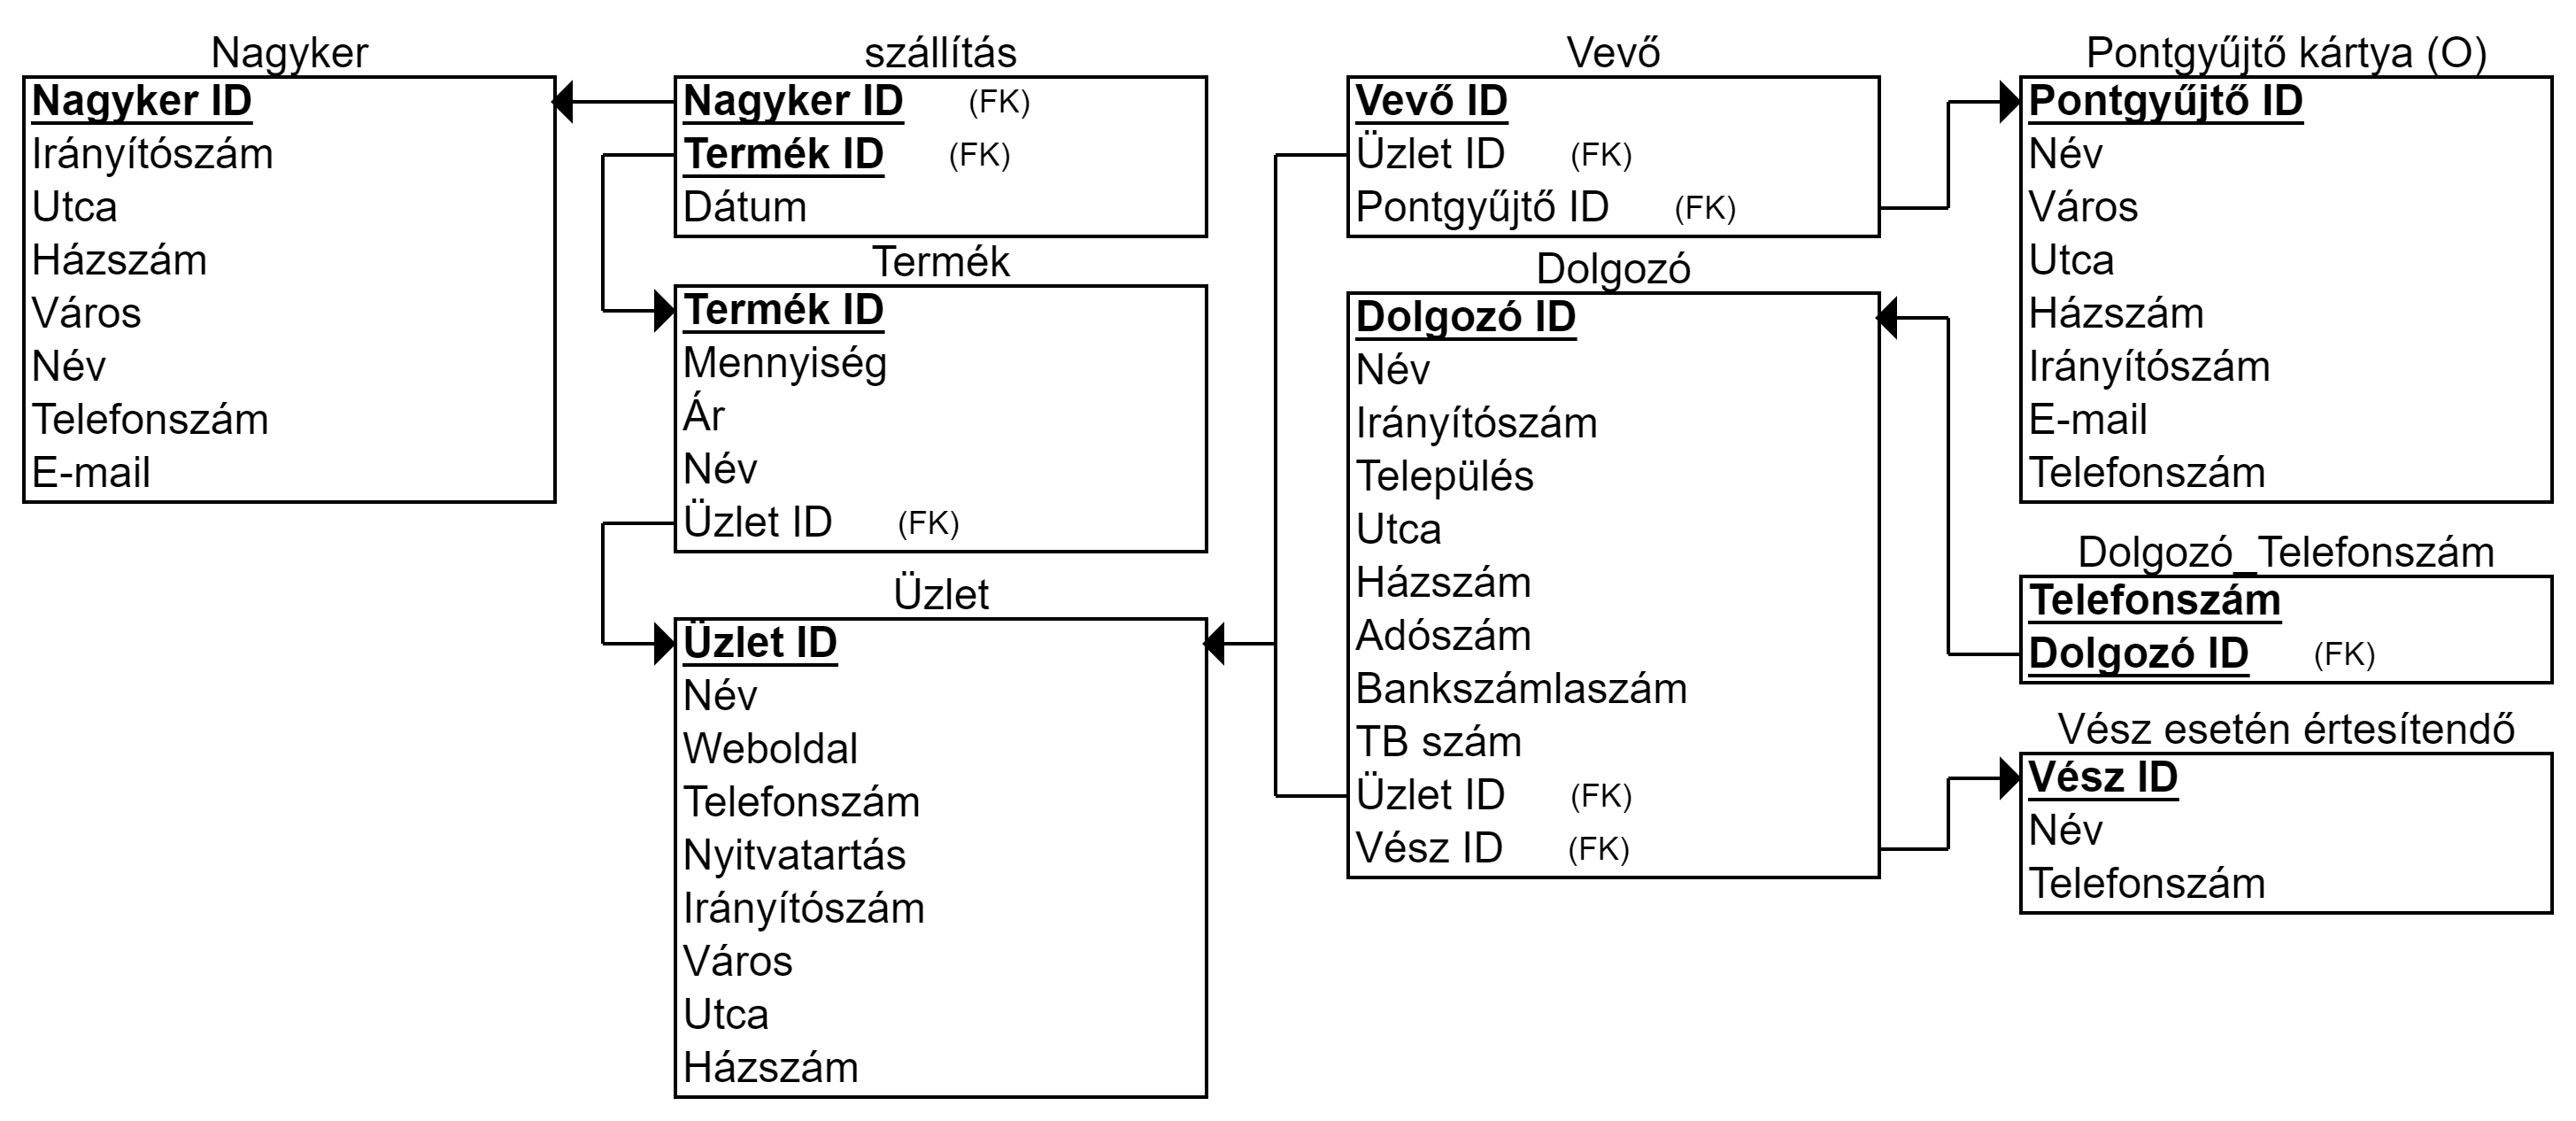 Nagyker
Nagyker ID
Irányítószám
Utca
Házszám
Város
Név
Telefonszám
E-mail
szállítás
Nagyker ID (FK)
Termék ID (FK)
Dátum
Termék
Termék ID
Mennyiség
Ár
Név
Üzlet ID (FK)
Üzlet
Üzlet ID
Név
Weboldal
Telefonszám
Nyitvatartás
Irányítószám
Város
Utca
Házszám
Vevő
Vevő ID
Üzlet ID (FK)
Pontgyűjtő ID (FK)
Dolgozó
Dolgozó ID
Név
Irányítószám
Település
Utca
Házszám
Adószám
Bankszámlaszám
TB szám
Üzlet ID (FK)
Vész ID (FK)
Pontgyűjtő kártya (O)
Pontgyűjtő ID
Név
Város
Utca
Házszám
Irányítószám
E-mail
Telefonszám
Dolgozó_Telefonszám
Telefonszám
Dolgozó ID (FK)
Vész esetén értesítendő
Vész ID
Név
Telefonszám